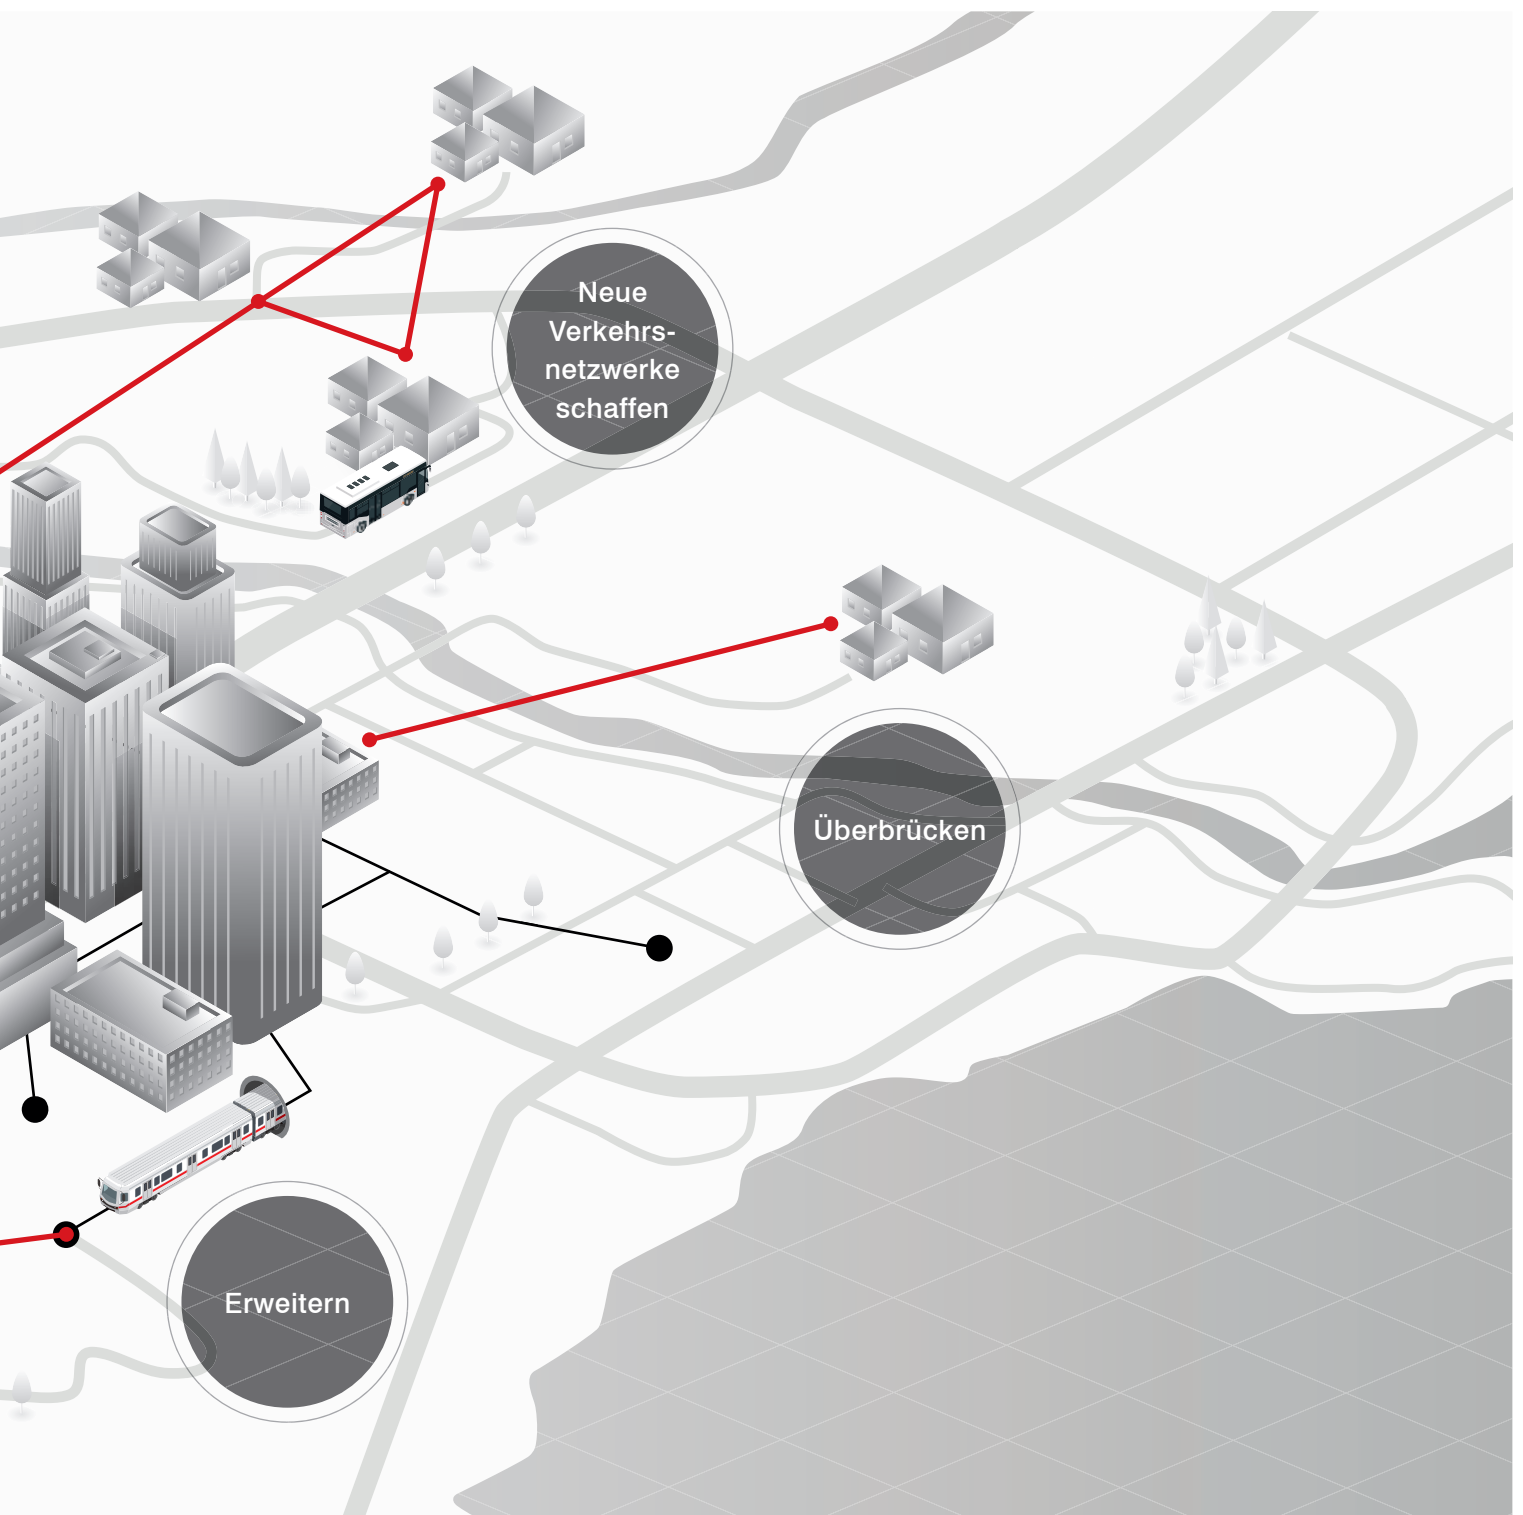 Neue
Verkehrs-
netzwerke
schaffen
Überbrücken
Erweitern